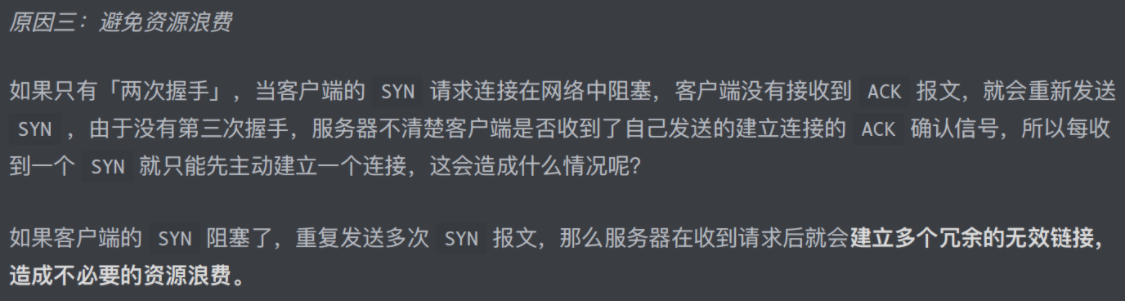 原因三：避免资源浪费
如果只有「两次握手」，当客户端的 SYN 请求连接在网络中阻塞，客户端没有接收到 ACK 报文，就会重新发送
SYN ，由于没有第三次握手，服务器不清楚客户端是否收到了自己发送的建立连接的 ACK 确认信号，所以每收
到一个 SYN 就只能先主动建立一个连接，这会造成什么情况呢？
如果客户端的 SYN 阻塞了，重复发送多次 SYN 报文，那么服务器在收到请求后就会建立多个冗余的无效链接，
造成不必要的资源浪费。